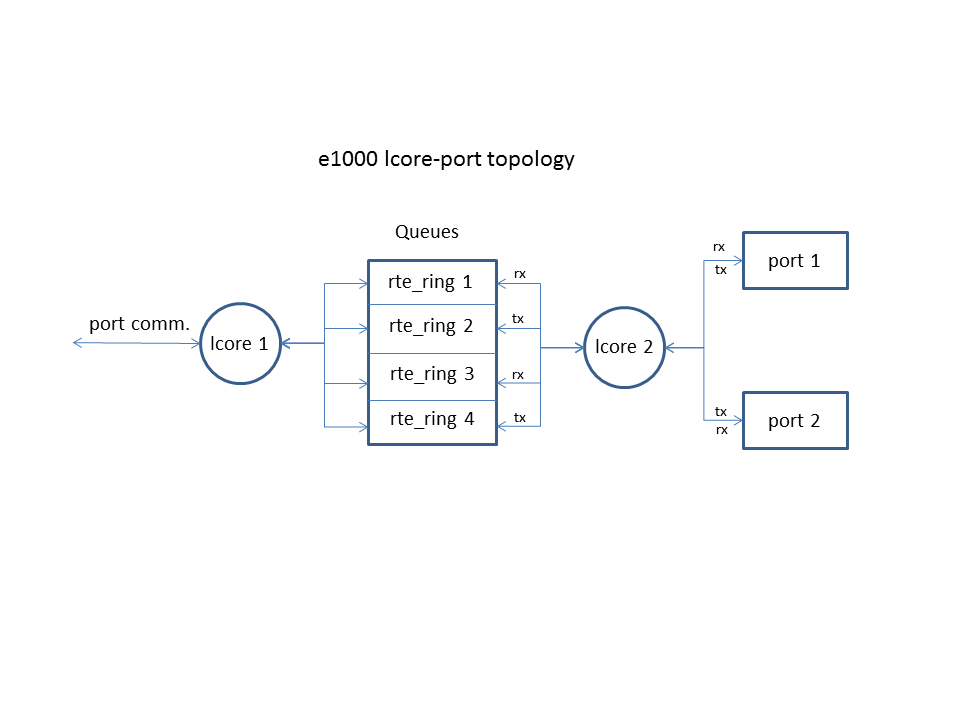 e1000 lcore-port topology
Queues
port comm.
lcore 1
rte_ring 1
rte_ring 2
rte_ring 3
rte_ring 4
rx
tx
rx
tx
lcore 2
rx
tx
port 1
tx
rx
port 2